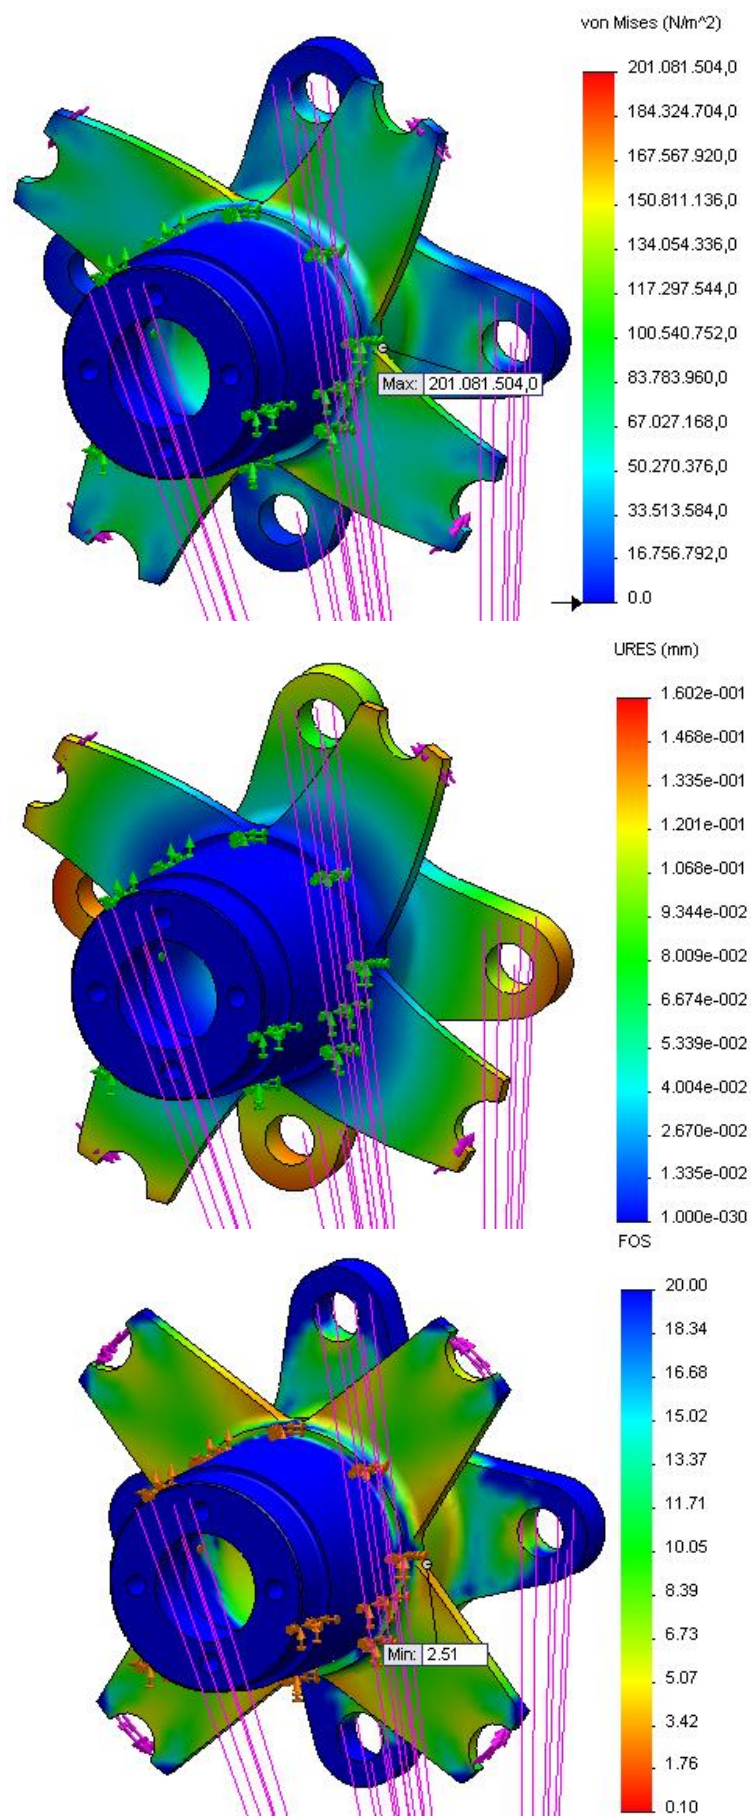 von Mises (N/m^2)
201.081.504,0
184.324.704,0
167.567.920,0
150.811.136,0
134.054.336,0
117.297.544,0
100.540.752,0
83.783.960,0
67.027.168,0
50.270.376,0
33.513.584,0
16.756.792,0
0.0
Max: 201.081.504,0
URES (mm)
1.602e-001
1.468e-001
1.335e-001
1.201e-001
1.068e-001
9.344e-002
8.009e-002
6.674e-002
5.339e-002
4.004e-002
2.670e-002
1.335e-002
1.000e-030
FOS
20.00
18.34
16.68
15.02
13.37
11.71
10.05
8.39
6.73
5.07
3.42
1.76
0.10
Min: 2.51